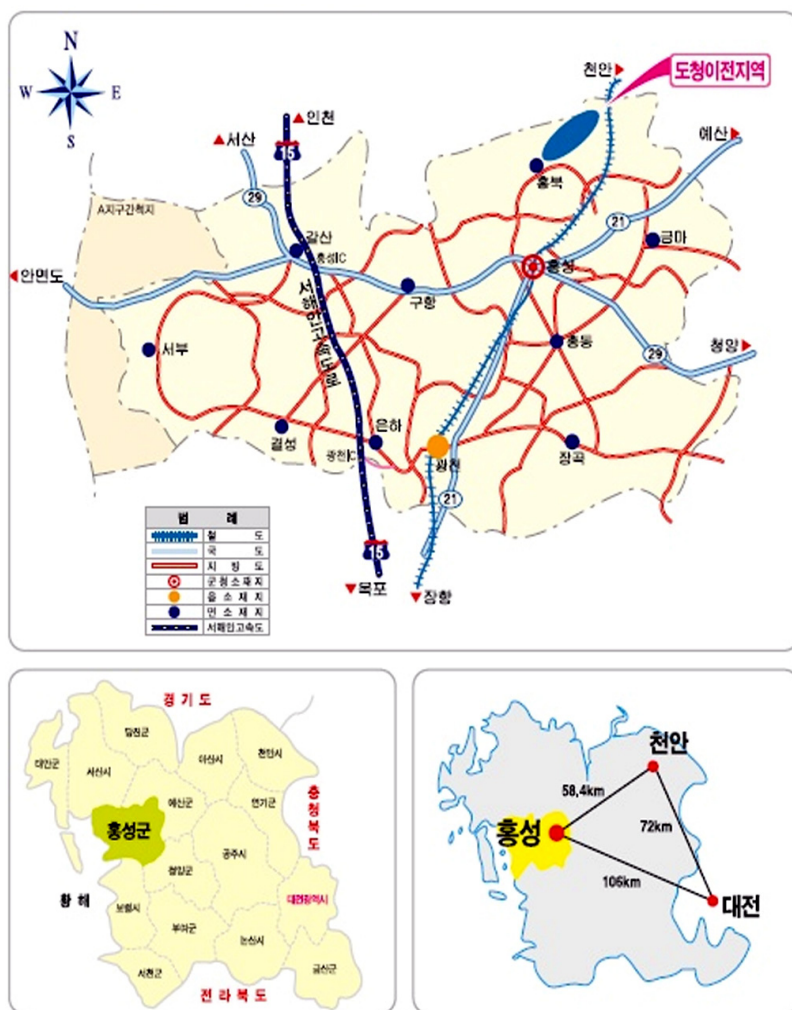 N
W
E
S
천안
도청이전지역
인천
서산
예산
15
홍북
29
A지구간척지
21
갈산
금마
홍성IC
홍성
안면도
구항
서해안고속도로
홍동
청양
29
서부
결성
은하
광천IC
광천
장곡
21
15
목포
장항
범 례
철 도
국 도
지 방 도
군청소재지
읍소재지
면소재지
서해안고속도
경기도
당진군
태안군
서산시
아산시
천안시
예산군
연기군
충청북도
홍성군
공주시
청양군
황해
보령시
대전광역시
부여군
논산시
서천군
금산군
전라북도
천안
58,4km
홍성
72km
106km
대전